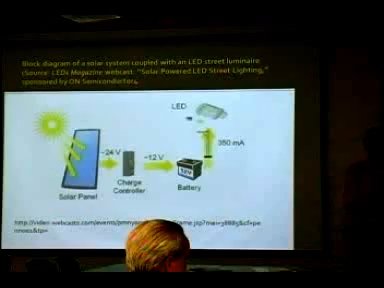 Block diagram of a solar system coupled with an LED street luminaire
(Source: LEDs Magazine webcast: "Solar Powered LED Street Lighting,"
sponsored by ON Semiconductor.
LED
350 mA
~24 V
~12 V
12V
Solar Panel
Charge
Controller
Battery